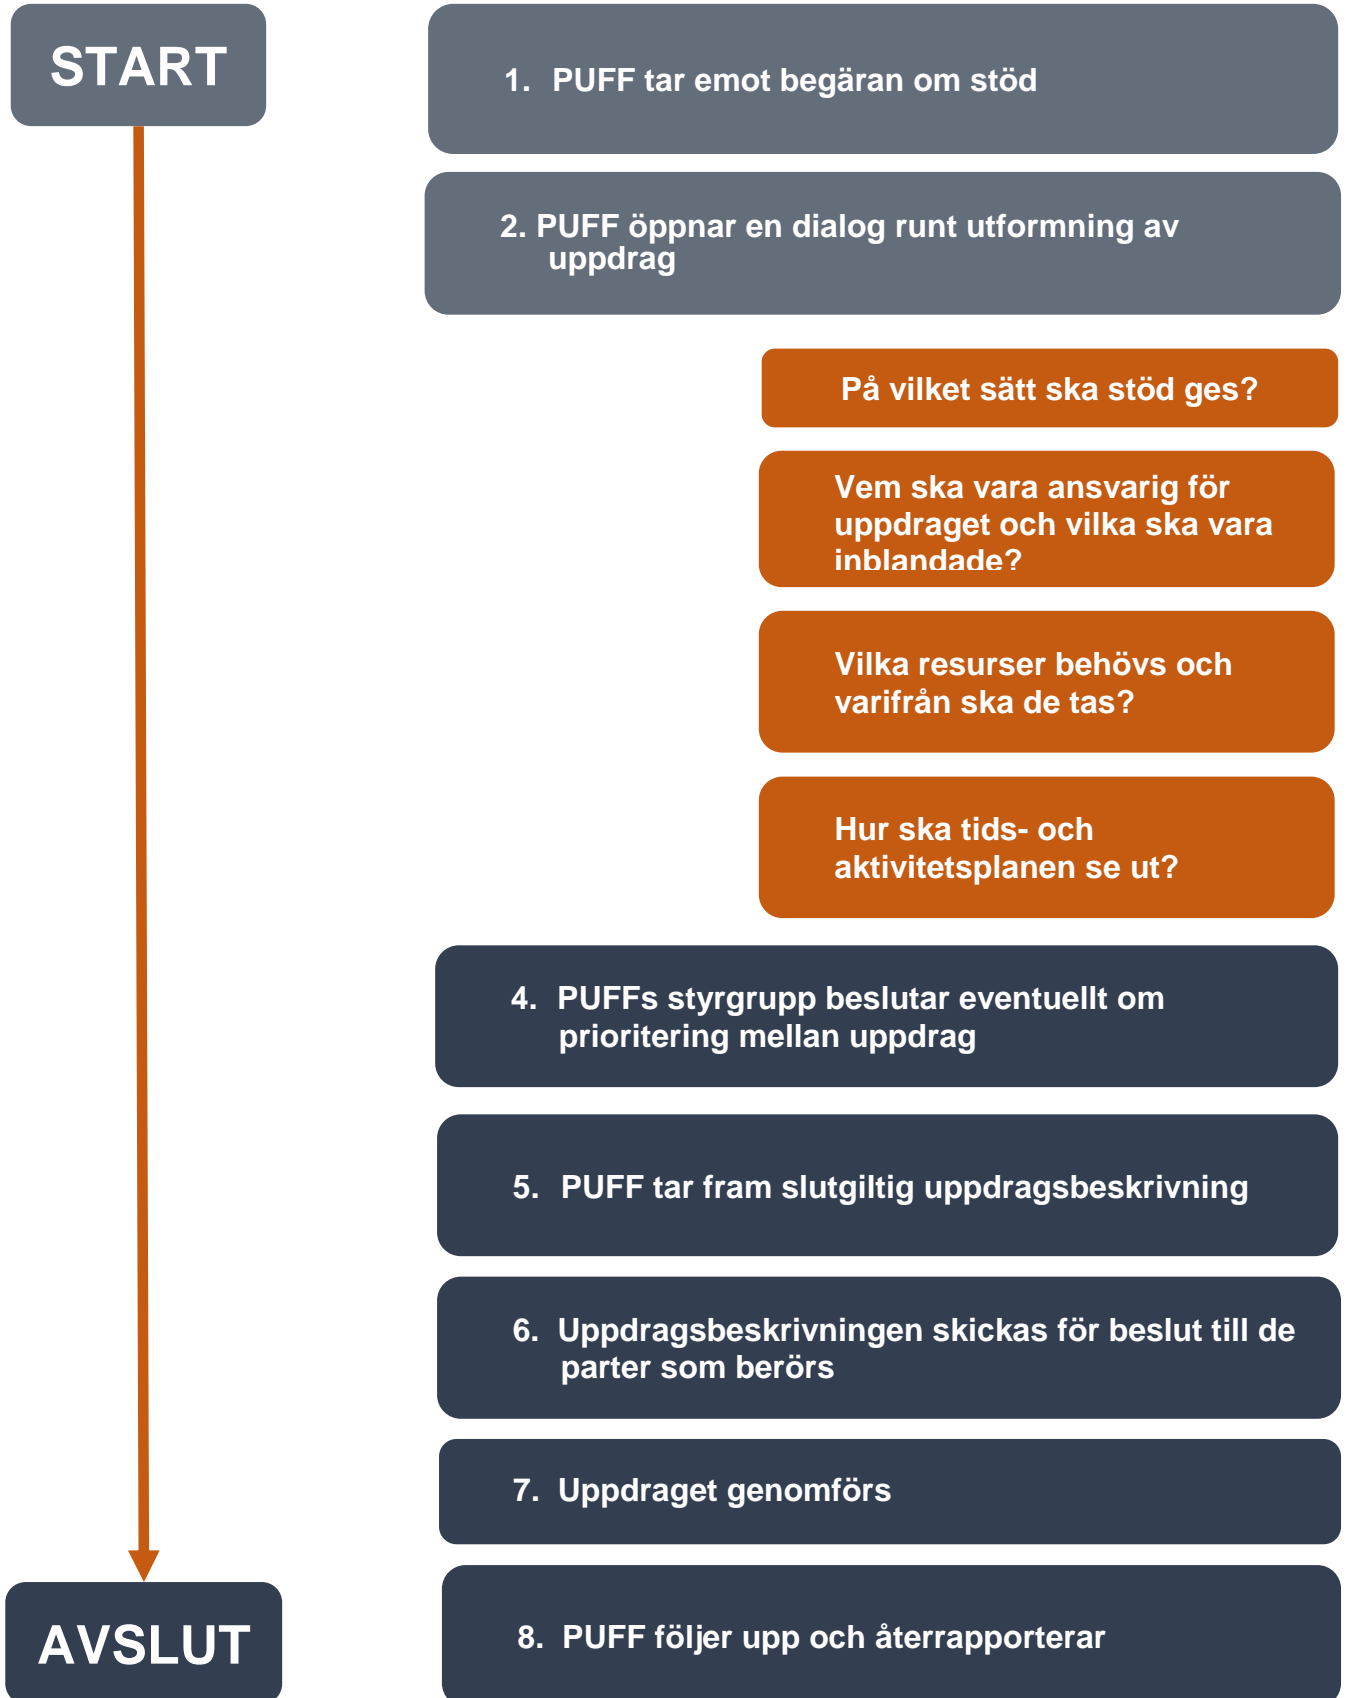 START
1. PUFF tar emot begäran om stöd
2. PUFF öppnar en dialog runt utformning av
uppdrag
På vilket sätt ska stöd ges?
Vem ska vara ansvarig för
uppdraget och vilka ska vara
inblandade?
Vilka resurser behövs och
varifrån ska de tas?
Hur ska tids- och
aktivitetsplanen se ut?
4. PUFFs styrgrupp beslutar eventuellt om
prioritering mellan uppdrag
5. PUFF tar fram slutgiltig uppdragsbeskrivning
6. Uppdragsbeskrivningen skickas för beslut till de
parter som berörs
7. Uppdraget genomförs
AVSLUT
8. PUFF följer upp och återrapporterar